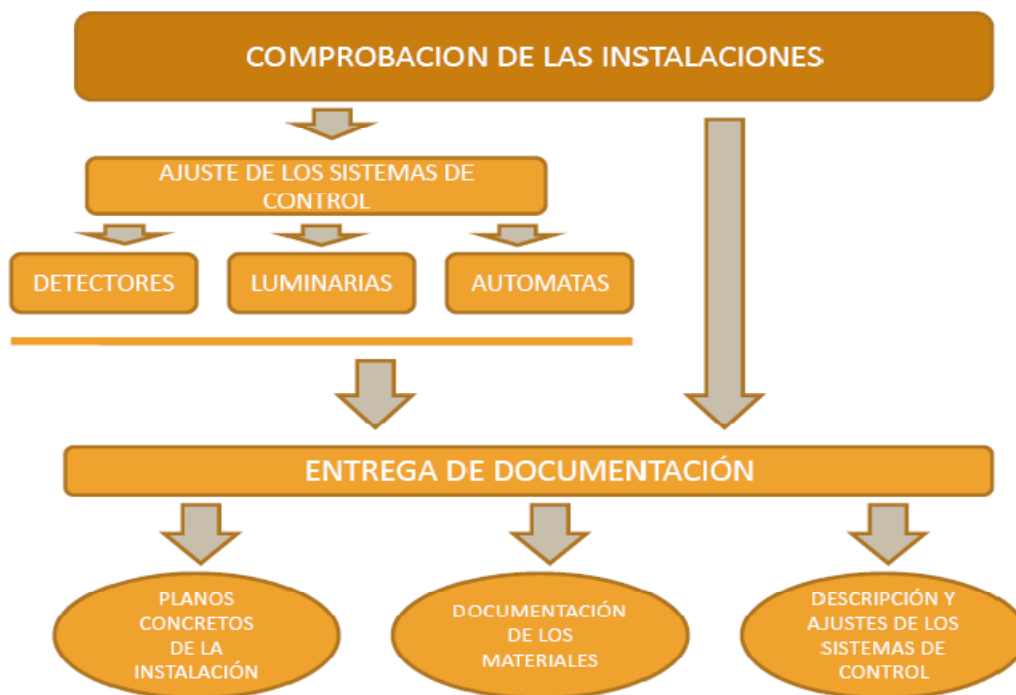 COMPROBACION DE LAS INSTALACIONES
AJUSTE DE LOS SISTEMAS DE
CONTROL
DETECTORES
LUMINARIAS
AUTOMATAS
ENTREGA DE DOCUMENTACIÓN
PLANOS
CONCRETOS
DE LA
INSTALACIÓN
DOCUMENTACIÓN
DE LOS
MATERIALES
DESCRIPCIÓN Y
AJUSTES DE LOS
SISTEMAS DE
CONTROL